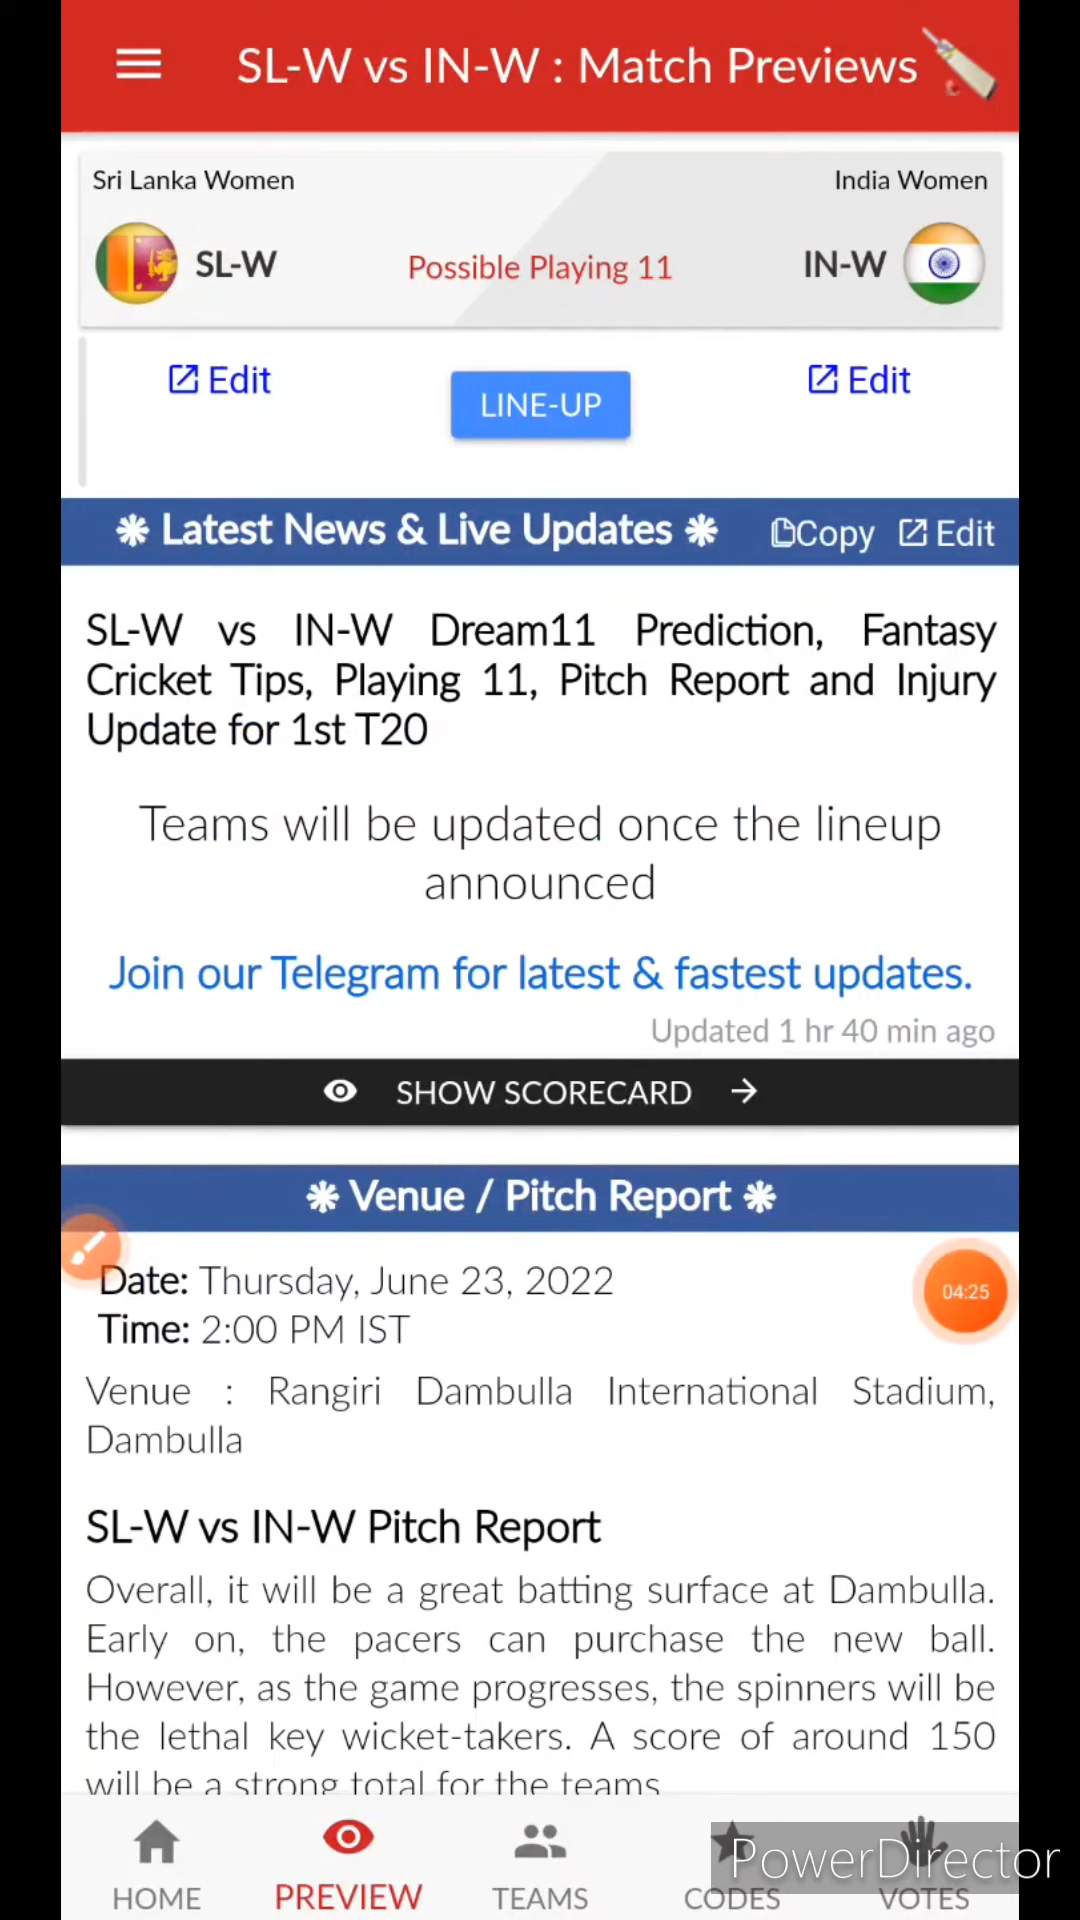 SL-W vs IN-W : Match Previews
Sri Lanka Women
India Women
SL-W
Possible Playing 11
IN-W
Edit
LINE-UP
Edit
Latest News & Live Updates
Copy
Edit
SL-W vs IN-W Dream11 Prediction, Fantasy
Cricket Tips, Playing 11, Pitch Report and Injury
Update for 1st T20
Teams will be updated once the lineup
announced
Join our Telegram for latest & fastest updates.
Updated 1 hr 40 min ago
SHOW SCORECARD
Venue / Pitch Report
Date: Thursday, June 23, 2022
04:25
Time: 2:00 PM IST
Venue : Rangiri Dambulla International Stadium,
Dambulla
SL-W vs IN-W Pitch Report
Overall, it will be a great batting surface at Dambulla.
Early on, the pacers can purchase the new ball.
However, as the game progresses, the spinners will be
the lethal key wicket-takers. A score of around 150
will be a strong total for the teams
PowerDirector
HOME
PREVIEW
TEAMS
CODES
VOTES